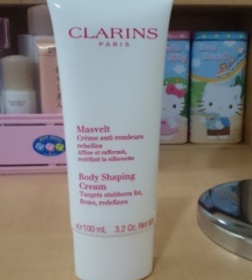 CLARINS
PARIS
Masvelt
Crème anti-rondeurs
rebelles
Affine et raffermit,
redéfinit la silhouette
Body Shaping
Cream
Targets stubborn fat,
firms, redefines
100 mL 3.2 Oz. Net